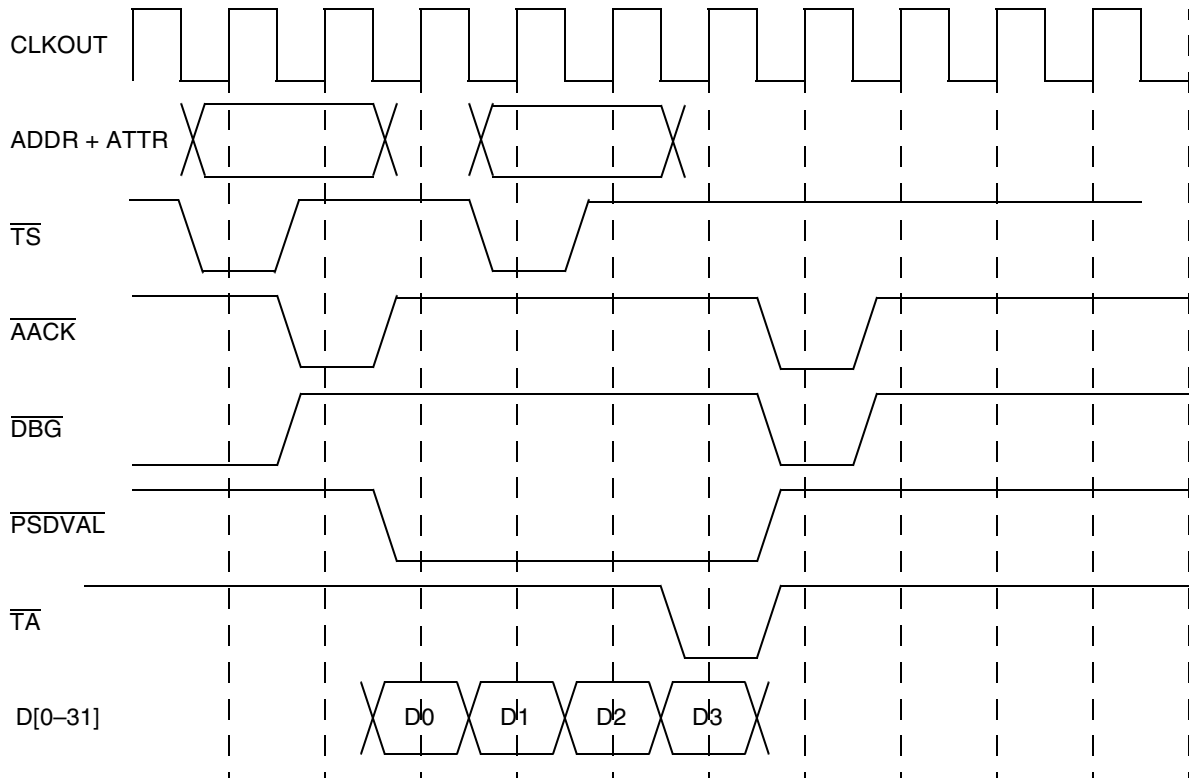 CLKOUT
ADDR + ATTR
TS
AACK
DBG
PSDVAL
TA
D[0–31]
D0
D1
D2
D3